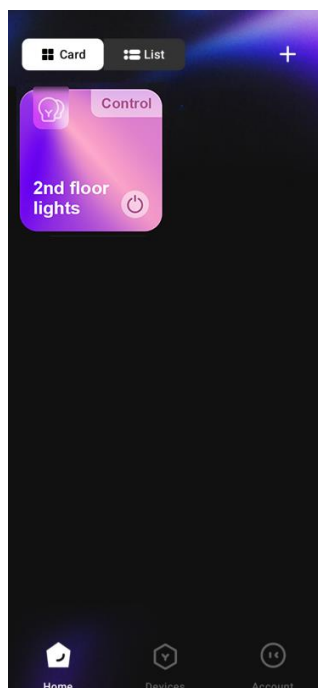 Card
List
Control
2nd floor
lights
Home
Devices
Account